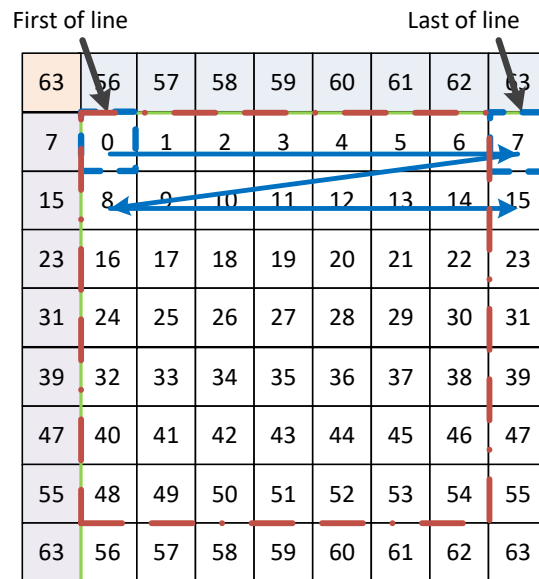 First of line Last of line
63 56 57 58 59 60 61 62 63
7 0 1 2 3 4 5 6 7
15 8 9 10 11 12 13 14 15
23 16 17 18 19 20 21 22 23
31 24 25 26 27 28 29 30 31
39 32 33 34 35 36 37 38 39
47 40 41 42 43 44 45 46 47
55 48 49 50 51 52 53 54 55
63 56 57 58 59 60 61 62 63